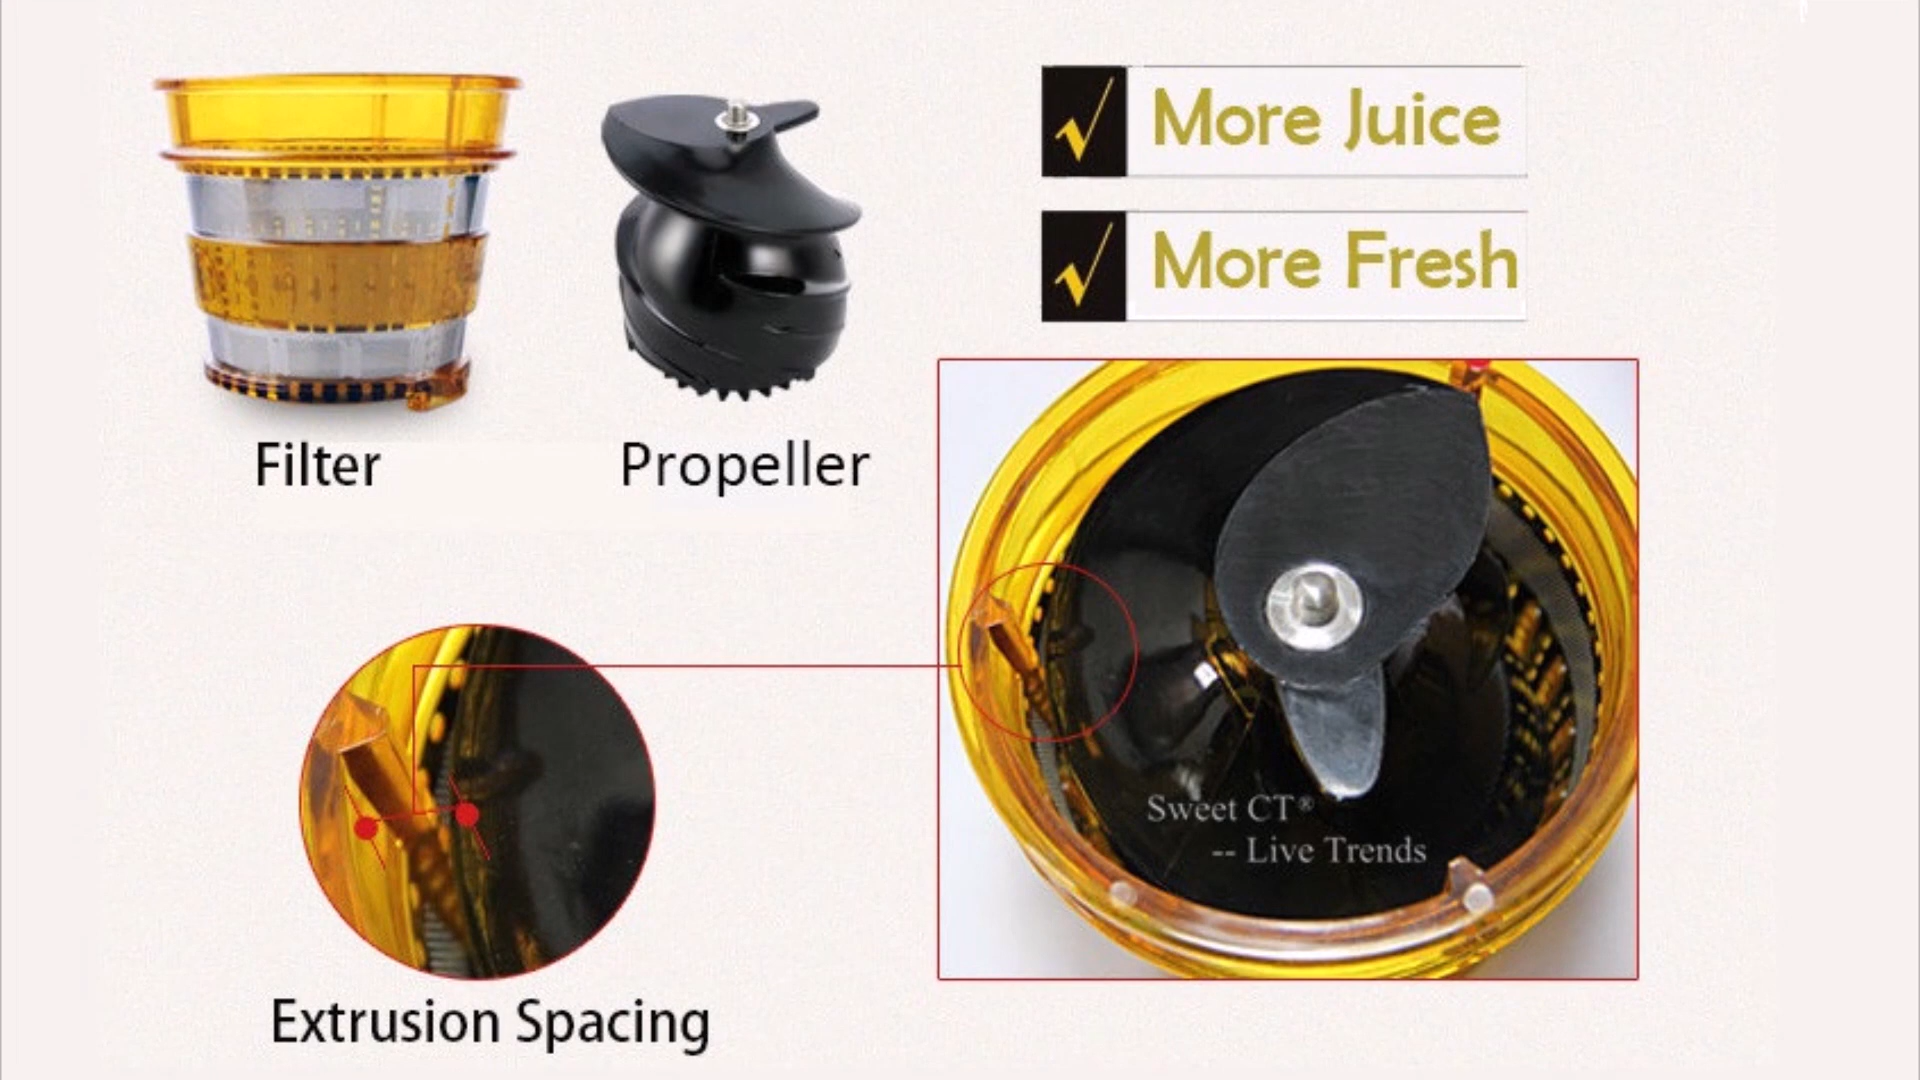 More Juice
More Fresh
Filter
Propeller
Sweet CT®
-- Live Trends
Extrusion Spacing